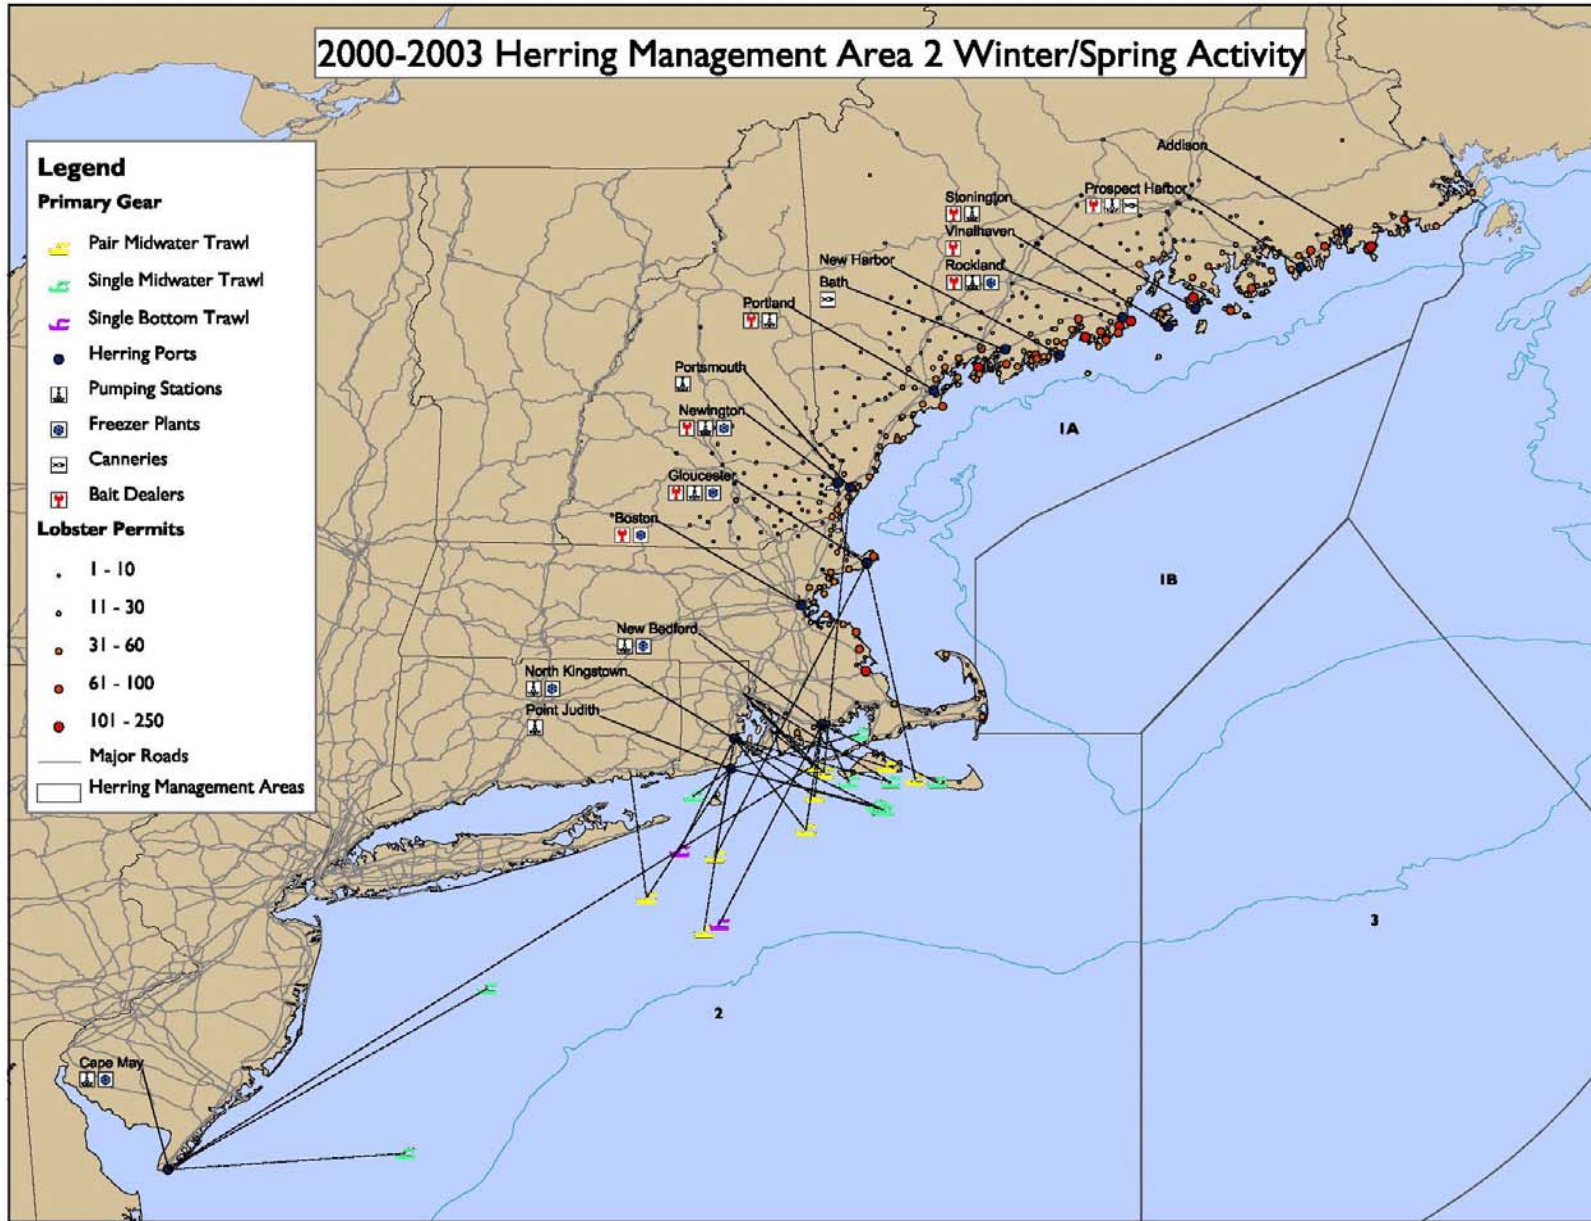 2000-2003 Herring Management Area 2 Winter/Spring Activity
Legend
Primary Gear
Pair Midwater Trawl
Single Midwater Trawl
Single Bottom Trawl
Herring Ports
Pumping Stations
Freezer Plants
Canneries
Bait Dealers
Lobster Permits
1 - 10
11 - 30
31 - 60
61 - 100
101 - 250
Major Roads
Herring Management Areas
Addison
Prospect Harbor
Stonington
Vinalhaven
Rockland
New Harbor
Bath
Portland
Portsmouth
Newington
Gloucester
Boston
New Bedford
North Kingstown
Point Judith
Cape May
1A
1B
2
3